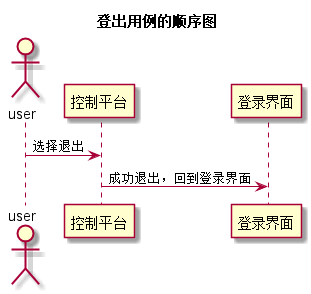 登出用例的顺序图
user
控制平台
登录界面
选择退出
成功退出，回到登录界面
user
控制平台
登录界面